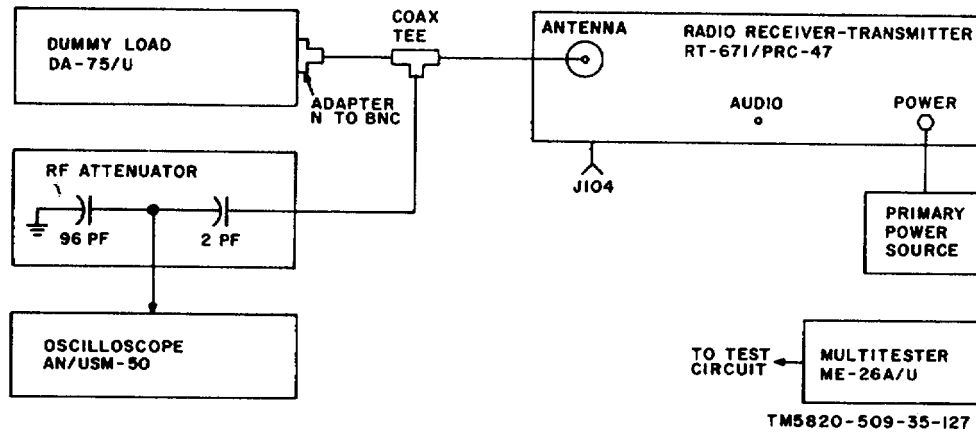 DUMMY LOAD
DA-75/U
ADAPTER
N TO BNC
COAX
TEE
ANTENNA
RADIO RECEIVER-TRANSMITTER
RT-671/PRC-47
AUDIO
POWER
J104
RF ATTENUATOR
96 PF
2 PF
PRIMARY
POWER
SOURCE
OSCILLOSCOPE
AN/USM-50
TO TEST
CIRCUIT
MULTITESTER
ME-26A/U
TM5820-509-35-127